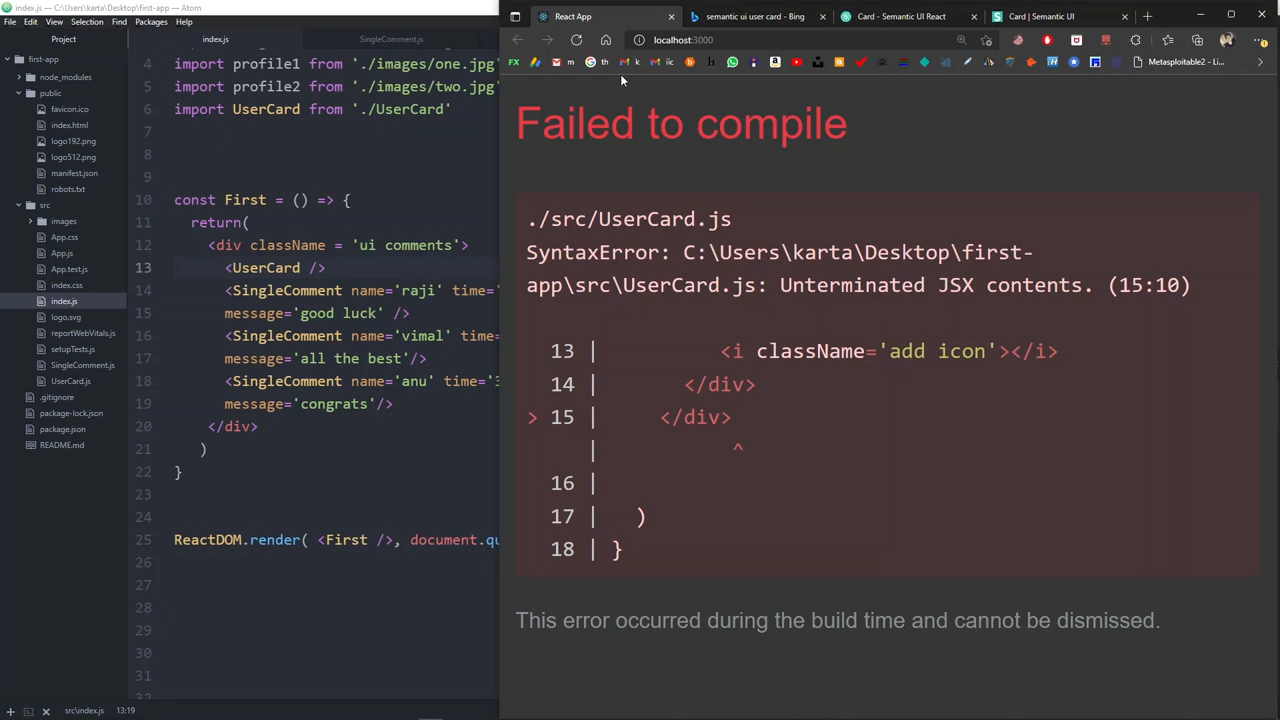 index.js — C:\Users\karta\Desktop\first-app — Atom
File Edit View Selection Find Packages
Project
first-app
node_modules
public
favicon.ico
index.html
logo192.png
logo512.png
manifest.json
robots.txt
src
images
App.css
App.js
App.test.js
index.css
index.js
logo.svg
reportWebVitals.js
setupTests.js
SingleComment.js
UserCard.js
.gitignore
package-lock.json
package.json
README.md
index.js SingleComment.js
4 import profile1 from './images/one.jpg'
5 import profile2 from './images/two.jpg'
6 import UserCard from './UserCard'
7
8
9
10 const First = () => {
11 return(
12 <div className = 'ui comments'>
13 <UserCard />
14 <SingleComment name='raji' time='
15 message='good luck' />
16 <SingleComment name='vimal' time=
17 message='all the best'/>
18 <SingleComment name='anu' time='3
19 message='congrats'/>
20 </div>
21 )
22 }
23
24
25 ReactDOM.render( <First />, document.qu
26
27
28
29
30
31
32
src\index.js 13:19
React App semantic ui user card - Bing Card - Semantic UI React Card | Semantic UI
localhost:3000
FX m th k iic h Metasploitable2 - Li...
Failed to compile
./src/UserCard.js
SyntaxError: C:\Users\karta\Desktop\first-
app\src\UserCard.js: Unterminated JSX contents. (15:10)
13 | <i className='add icon'></i>
14 | </div>
> 15 | </div>
| ^
16 |
17 | )
18 | }
This error occurred during the build time and cannot be dismissed.